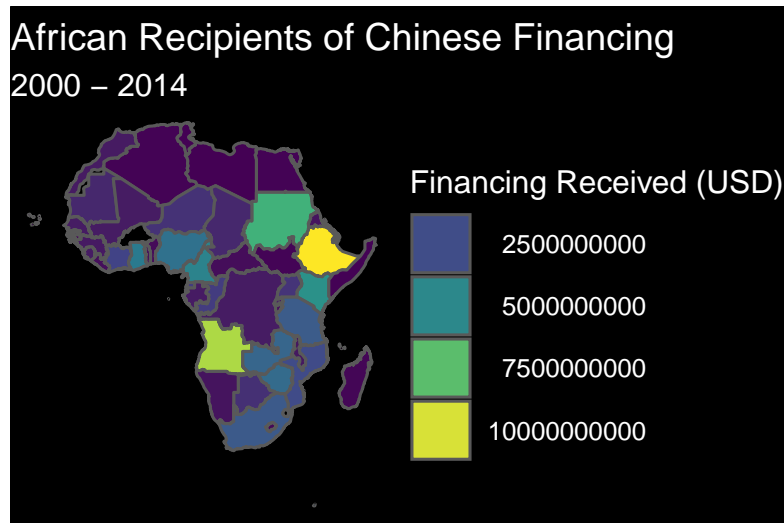 African Recipients of Chinese Financing
2000 – 2014
Financing Received (USD)
2500000000
5000000000
7500000000
10000000000